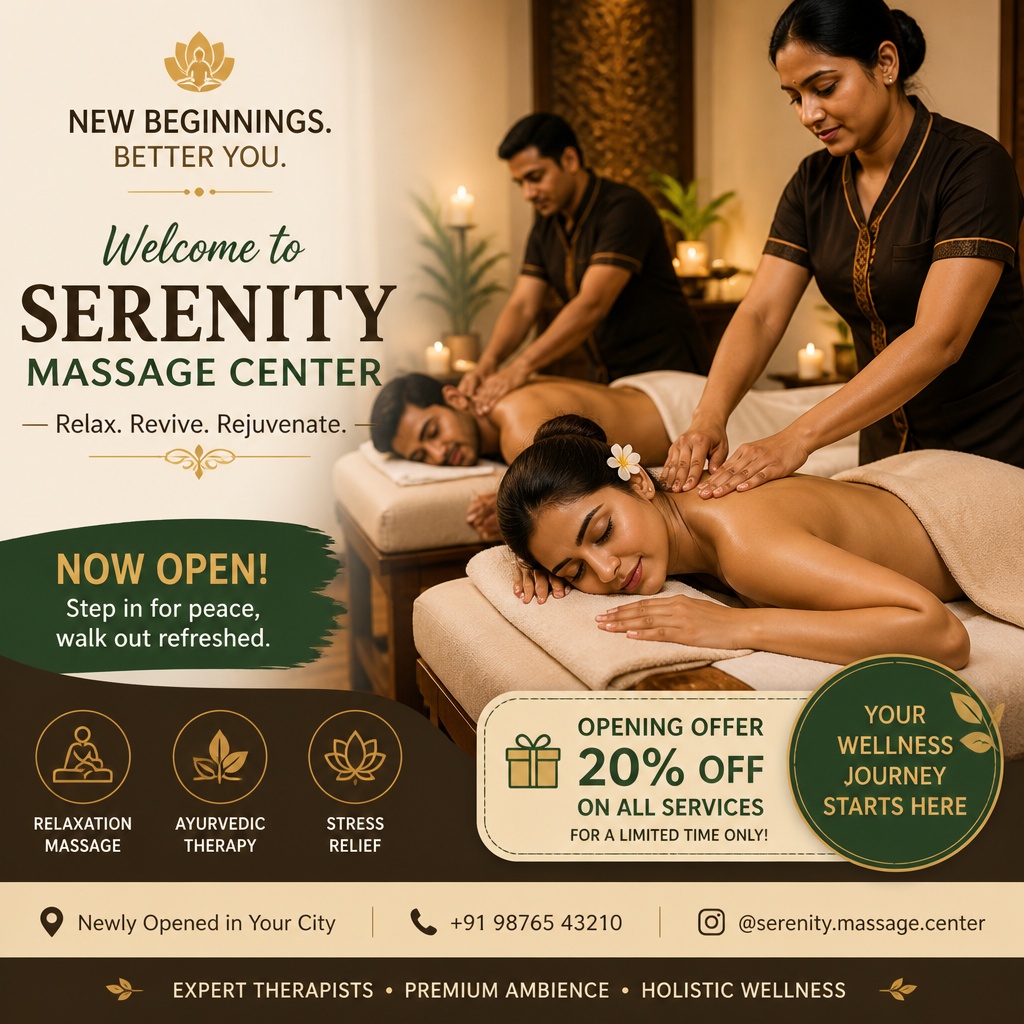 NEW BEGINNINGS.
BETTER YOU.
Welcome to
SERENITY
MASSAGE CENTER
Relax. Revive. Rejuvenate.
NOW OPEN!
Step in for peace,
walk out refreshed.
RELAXATION
MASSAGE
AYURVEDIC
THERAPY
STRESS
RELIEF
OPENING OFFER
20% OFF
ON ALL SERVICES
FOR A LIMITED TIME ONLY!
YOUR
WELLNESS
JOURNEY
STARTS HERE
Newly Opened in Your City
+91 98765 43210
@serenity.massage.center
EXPERT THERAPISTS • PREMIUM AMBIENCE • HOLISTIC WELLNESS